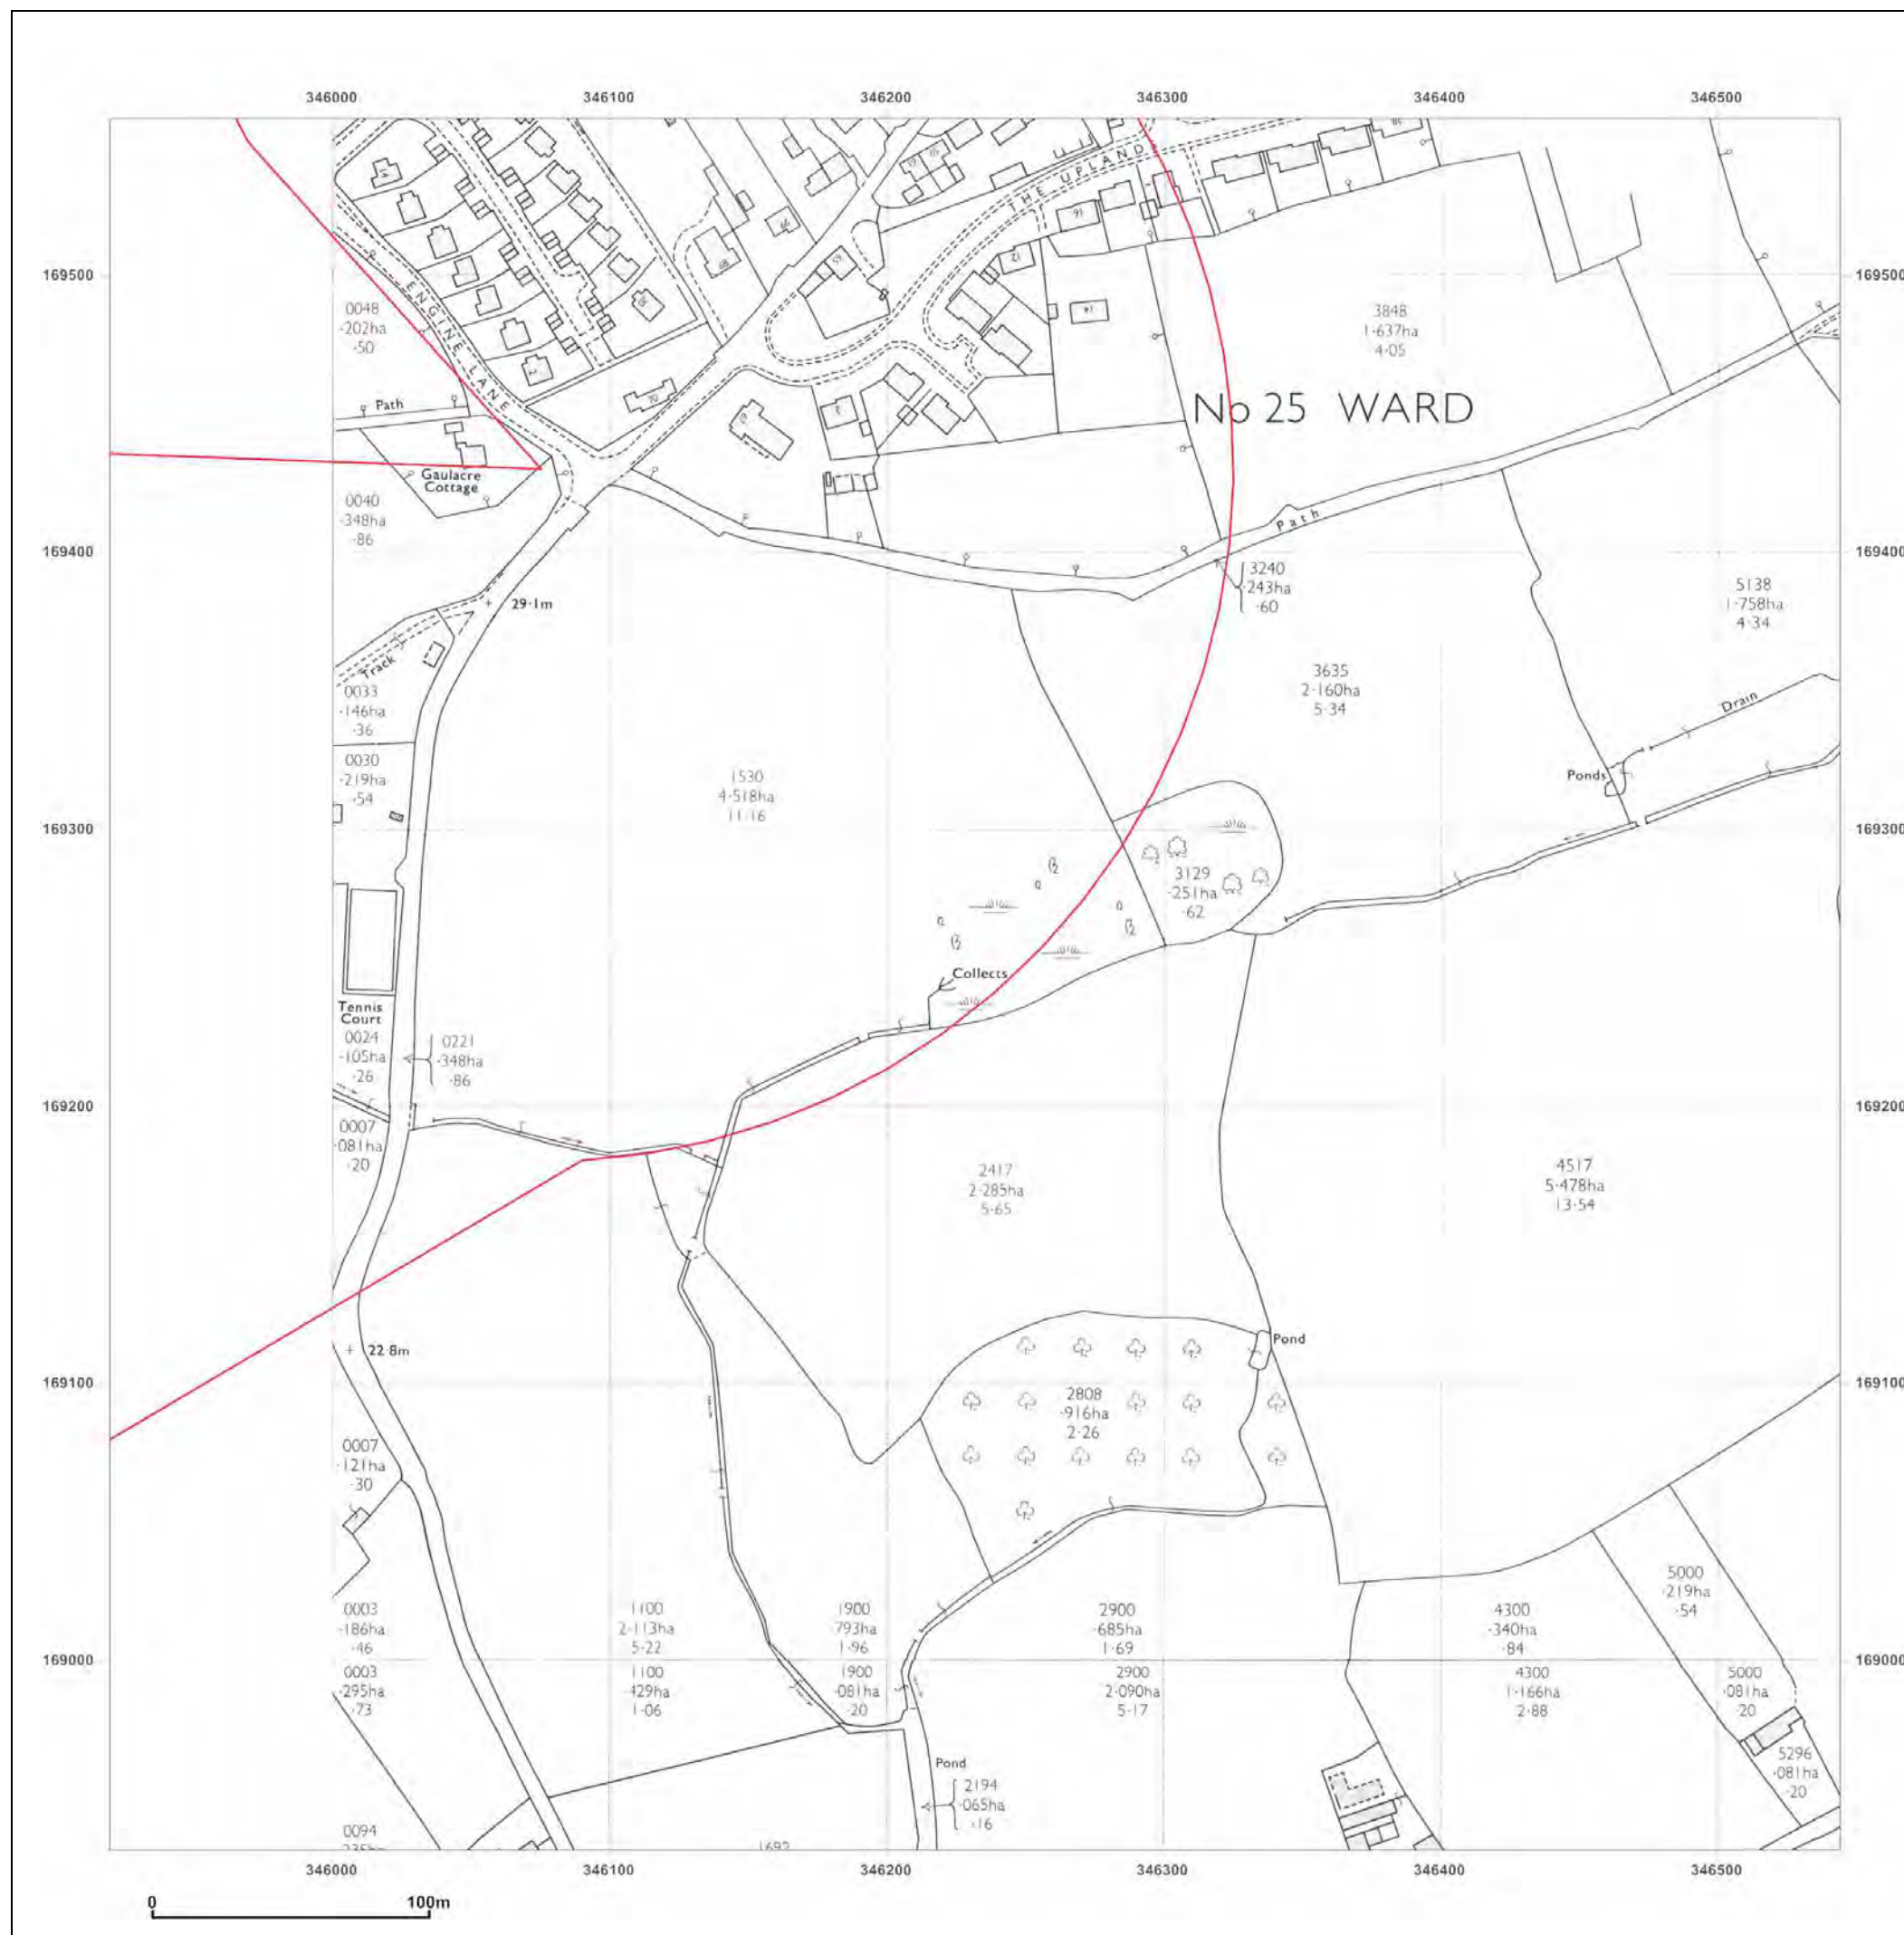 346000 346100 346200 346300 346400 346500
THE UPLAND
169500 169500
ENGINE LANE
0048
·202ha
·50
3848
1·637ha
4·05
No 25 WARD
Path
Gaulacre
Cottage
0040
·348ha
·86
Path
169400 169400
3240
·243ha
·60
5138
1·758ha
4·34
29·1m
Track
0033
·146ha
·36
3635
2·160ha
5·34
Drain
0030
·219ha
·54
1530
4·518ha
11·16
Ponds
169300 169300
3129
·251ha
·62
Collects
Tennis
Court
0024
·105ha
·26
0221
·348ha
·86
169200 169200
0007
·081ha
·20
2417
2·285ha
5·65
4517
5·478ha
13·54
22·8m
Pond
169100 169100
2808
·916ha
2·26
0007
·121ha
·30
5000
·219ha
·54
0003
·186ha
·46
1100
2·113ha
5·22
1900
·793ha
1·96
2900
·685ha
1·69
4300
·340ha
·84
169000 169000
0003
·295ha
·73
1100
·429ha
1·06
1900
·081ha
·20
2900
2·090ha
5·17
4300
1·166ha
2·88
5000
·081ha
·20
5296
·081ha
·20
Pond
2194
·065ha
·16
0094
1692
346000 346100 346200 346300 346400 346500
0 100m